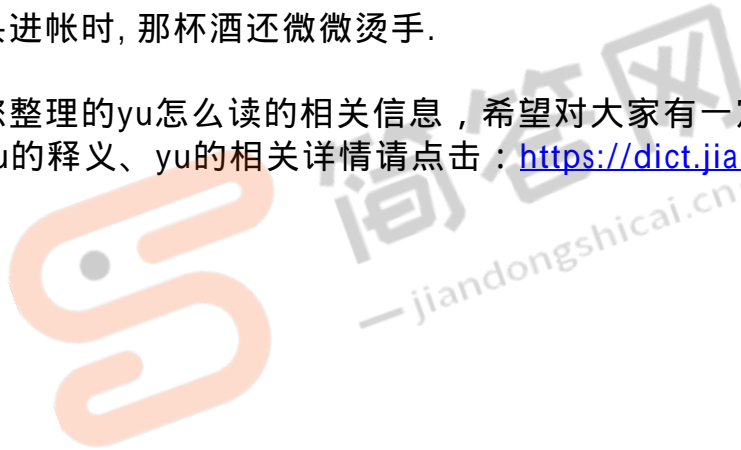 进帐时, 那杯酒还微微烫手.
整理的yu怎么读的相关信息，希望对大家有一
u的释义、yu的相关详情请点击：https://dict.jia
简答网
jiandongshicai.cn